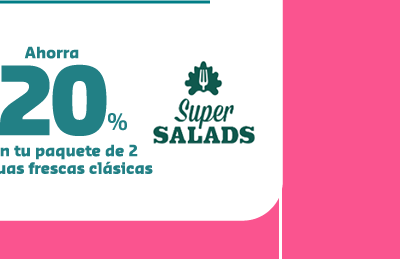 Ahorra
20%
n tu paquete de 2
uas frescas clásicas
Super
SALADS